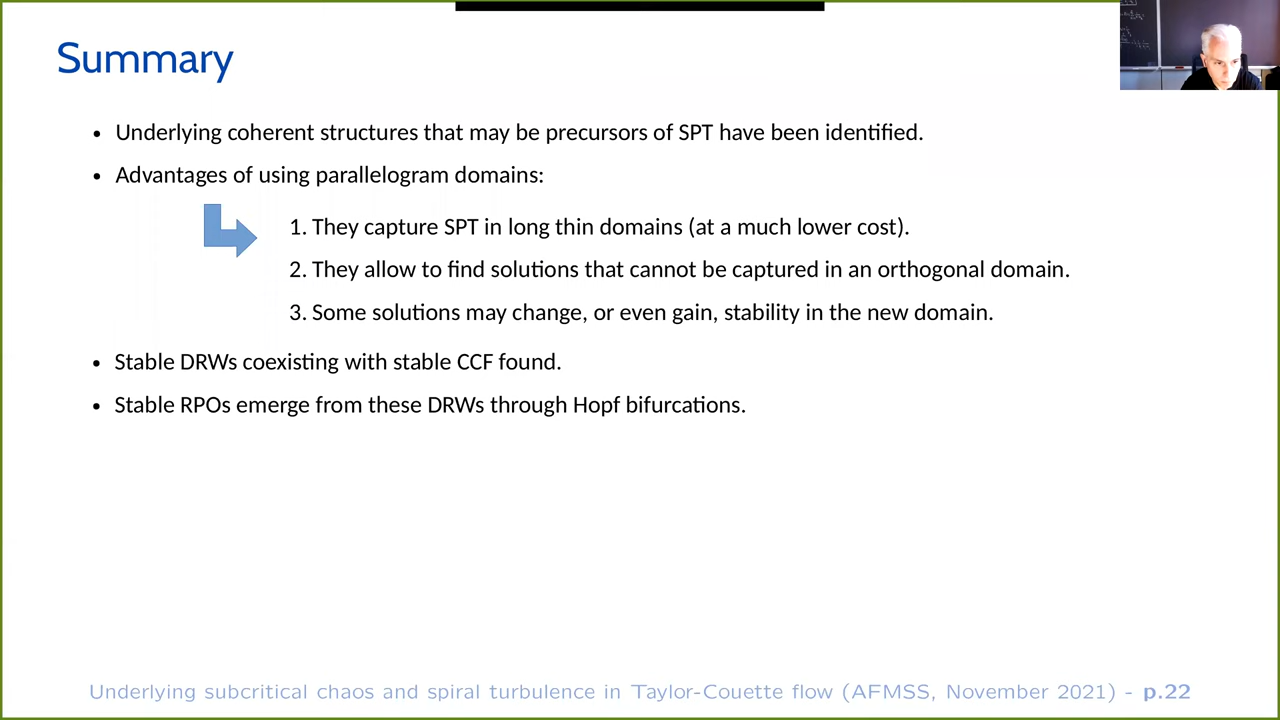 Summary
• Underlying coherent structures that may be precursors of SPT have been identified.
• Advantages of using parallelogram domains:
1. They capture SPT in long thin domains (at a much lower cost).
2. They allow to find solutions that cannot be captured in an orthogonal domain.
3. Some solutions may change, or even gain, stability in the new domain.
• Stable DRWs coexisting with stable CCF found.
• Stable RPOs emerge from these DRWs through Hopf bifurcations.
Underlying subcritical chaos and spiral turbulence in Taylor-Couette flow (AFMSS, November 2021) - p.22